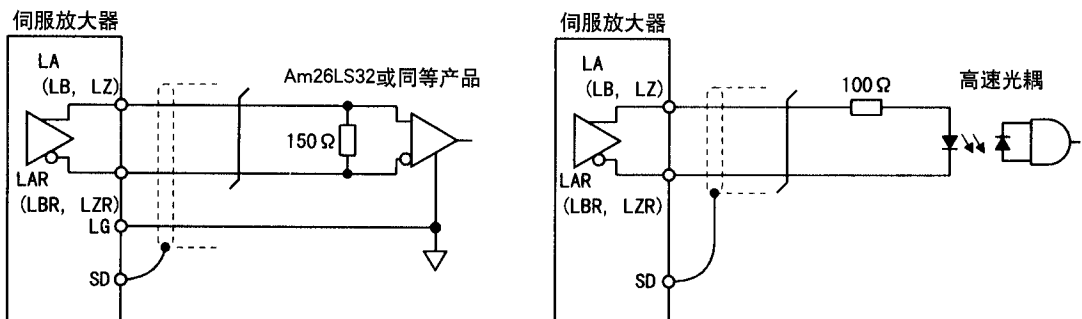 伺服放大器
LA
(LB, LZ)
Am26LS32或同等产品
150Ω
LAR
(LBR, LZR)
LG
SD
伺服放大器
LA
(LB, LZ)
100Ω
高速光耦
LAR
(LBR, LZR)
SD